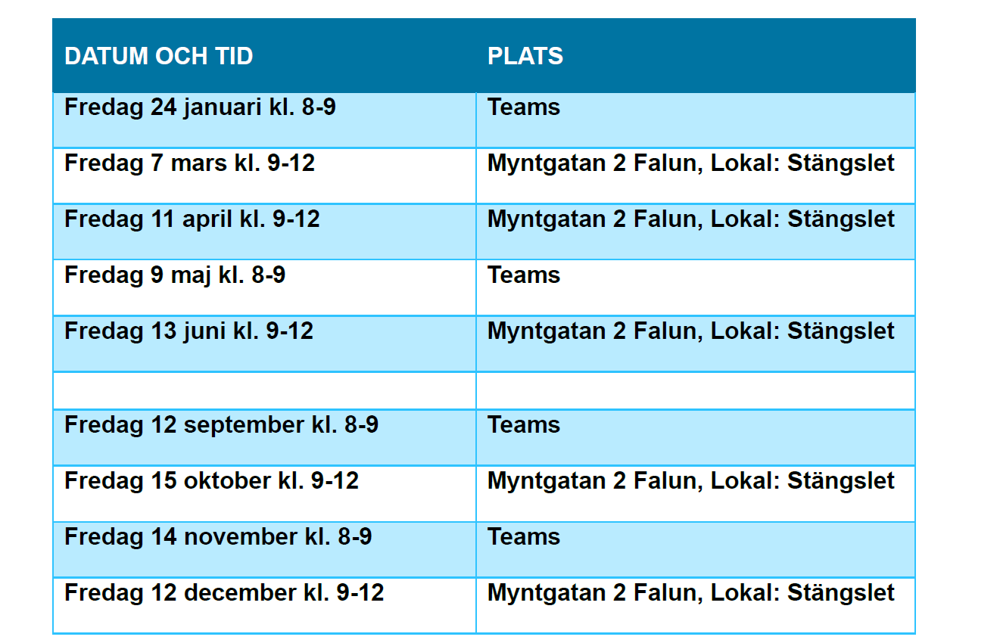 DATUM OCH TID PLATS
Fredag 24 januari kl. 8-9 Teams
Fredag 7 mars kl. 9-12 Myntgatan 2 Falun, Lokal: Stängslet
Fredag 11 april kl. 9-12 Myntgatan 2 Falun, Lokal: Stängslet
Fredag 9 maj kl. 8-9 Teams
Fredag 13 juni kl. 9-12 Myntgatan 2 Falun, Lokal: Stängslet
Fredag 12 september kl. 8-9 Teams
Fredag 15 oktober kl. 9-12 Myntgatan 2 Falun, Lokal: Stängslet
Fredag 14 november kl. 8-9 Teams
Fredag 12 december kl. 9-12 Myntgatan 2 Falun, Lokal: Stängslet